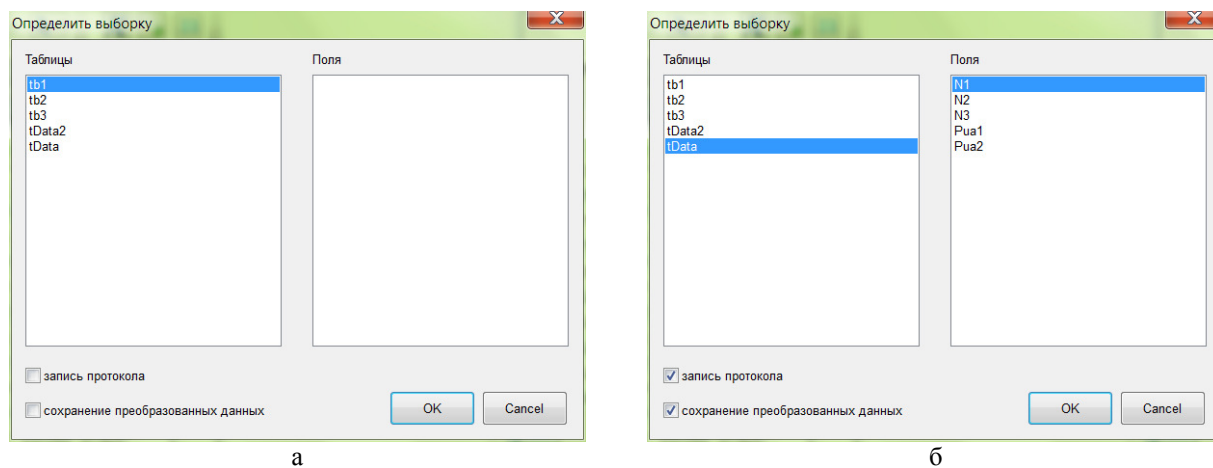 Определить выборку
Таблицы
Поля
tb1
tb2
tb3
tData2
tData
запись протокола
сохранение преобразованных данных
OK
Cancel
а
Определить выборку
Таблицы
Поля
tb1
tb2
tb3
tData2
tData
N1
N2
N3
Pua1
Pua2
запись протокола
сохранение преобразованных данных
OK
Cancel
б